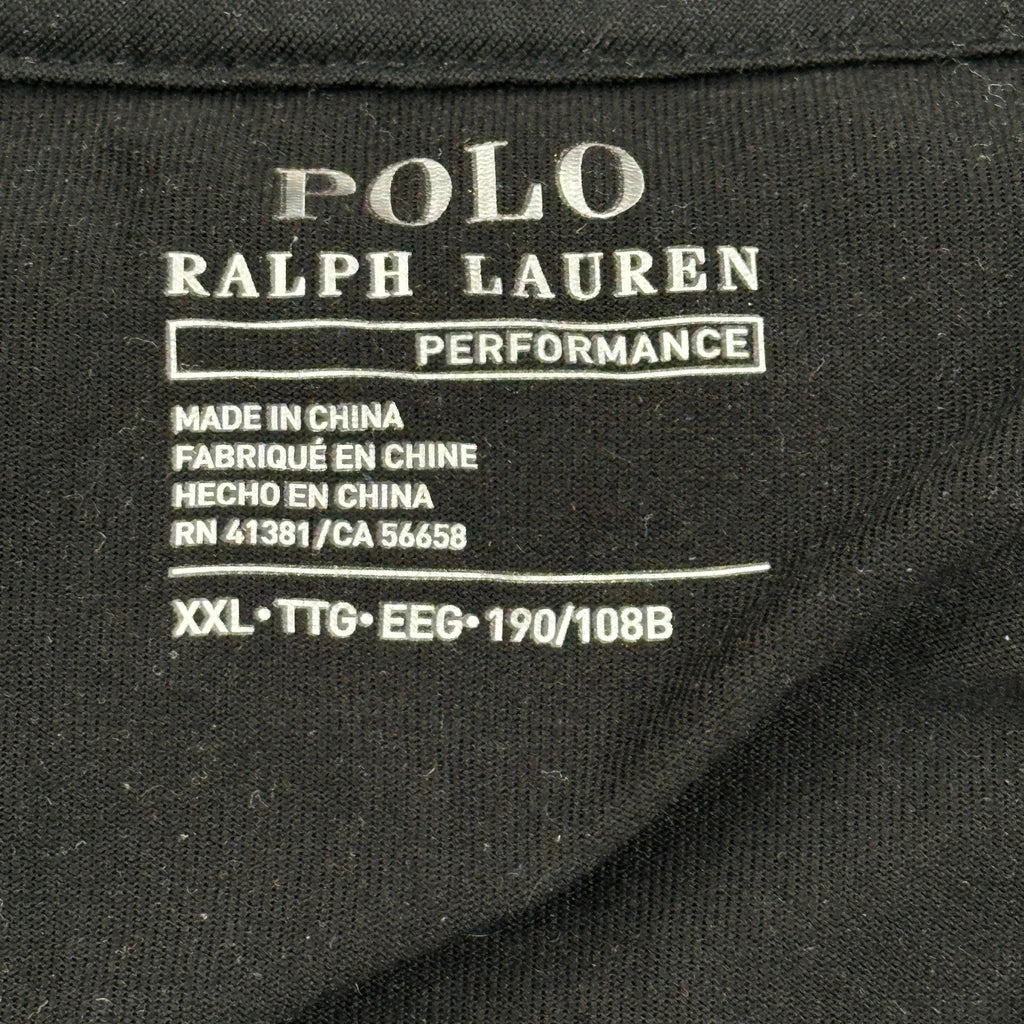 POLO
RALPH LAUREN
PERFORMANCE
MADE IN CHINA
FABRIQUÉ EN CHINE
HECHO EN CHINA
RN 41381/CA 56658
XXL•TTG•EEG•190/108B